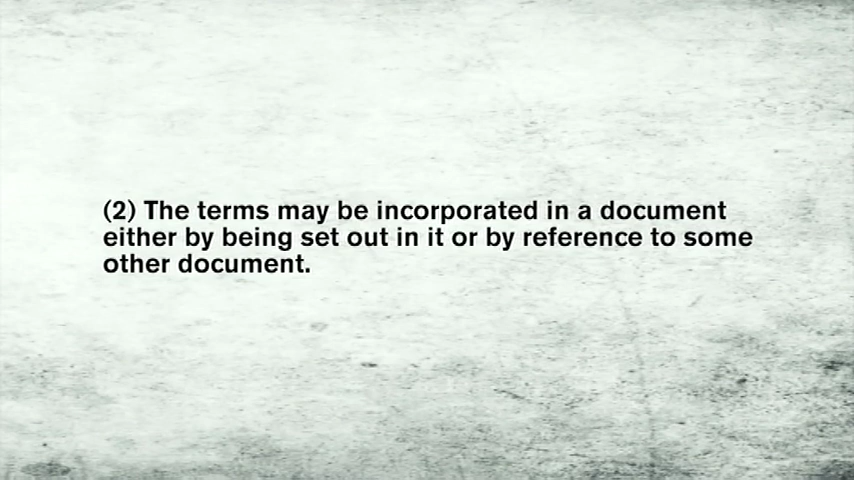 (2) The terms may be incorporated in a document
either by being set out in it or by reference to some
other document.